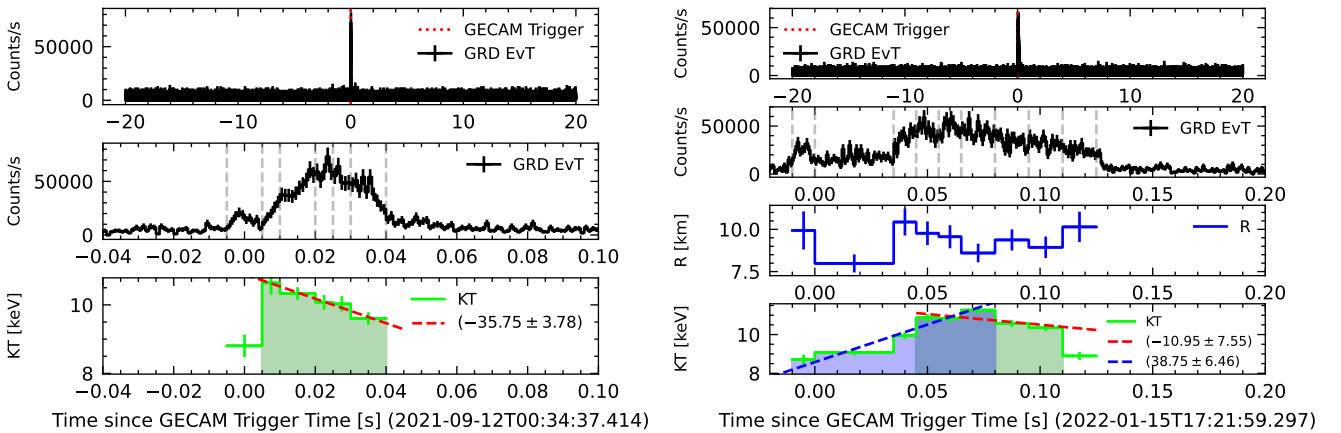 Counts/s
50000
0
GECAM Trigger
GRD EvT
−20 −10 0 10 20
Counts/s
50000
0
GRD EvT
−0.04 −0.02 0.00 0.02 0.04 0.06 0.08 0.10
KT [keV]
10
8
KT
(−35.75 ± 3.78)
−0.04 −0.02 0.00 0.02 0.04 0.06 0.08 0.10
Time since GECAM Trigger Time [s] (2021-09-12T00:34:37.414)
Counts/s
50000
0
GECAM Trigger
GRD EvT
−20 −10 0 10 20
Counts/s
50000
0
GRD EvT
0.00 0.05 0.10 0.15 0.20
R [km]
10.0
7.5
R
0.00 0.05 0.10 0.15 0.20
KT [keV]
12
10
8
KT
(−10.95 ± 7.55)
(38.75 ± 6.46)
0.00 0.05 0.10 0.15 0.20
Time since GECAM Trigger Time [s] (2022-01-15T17:21:59.297)